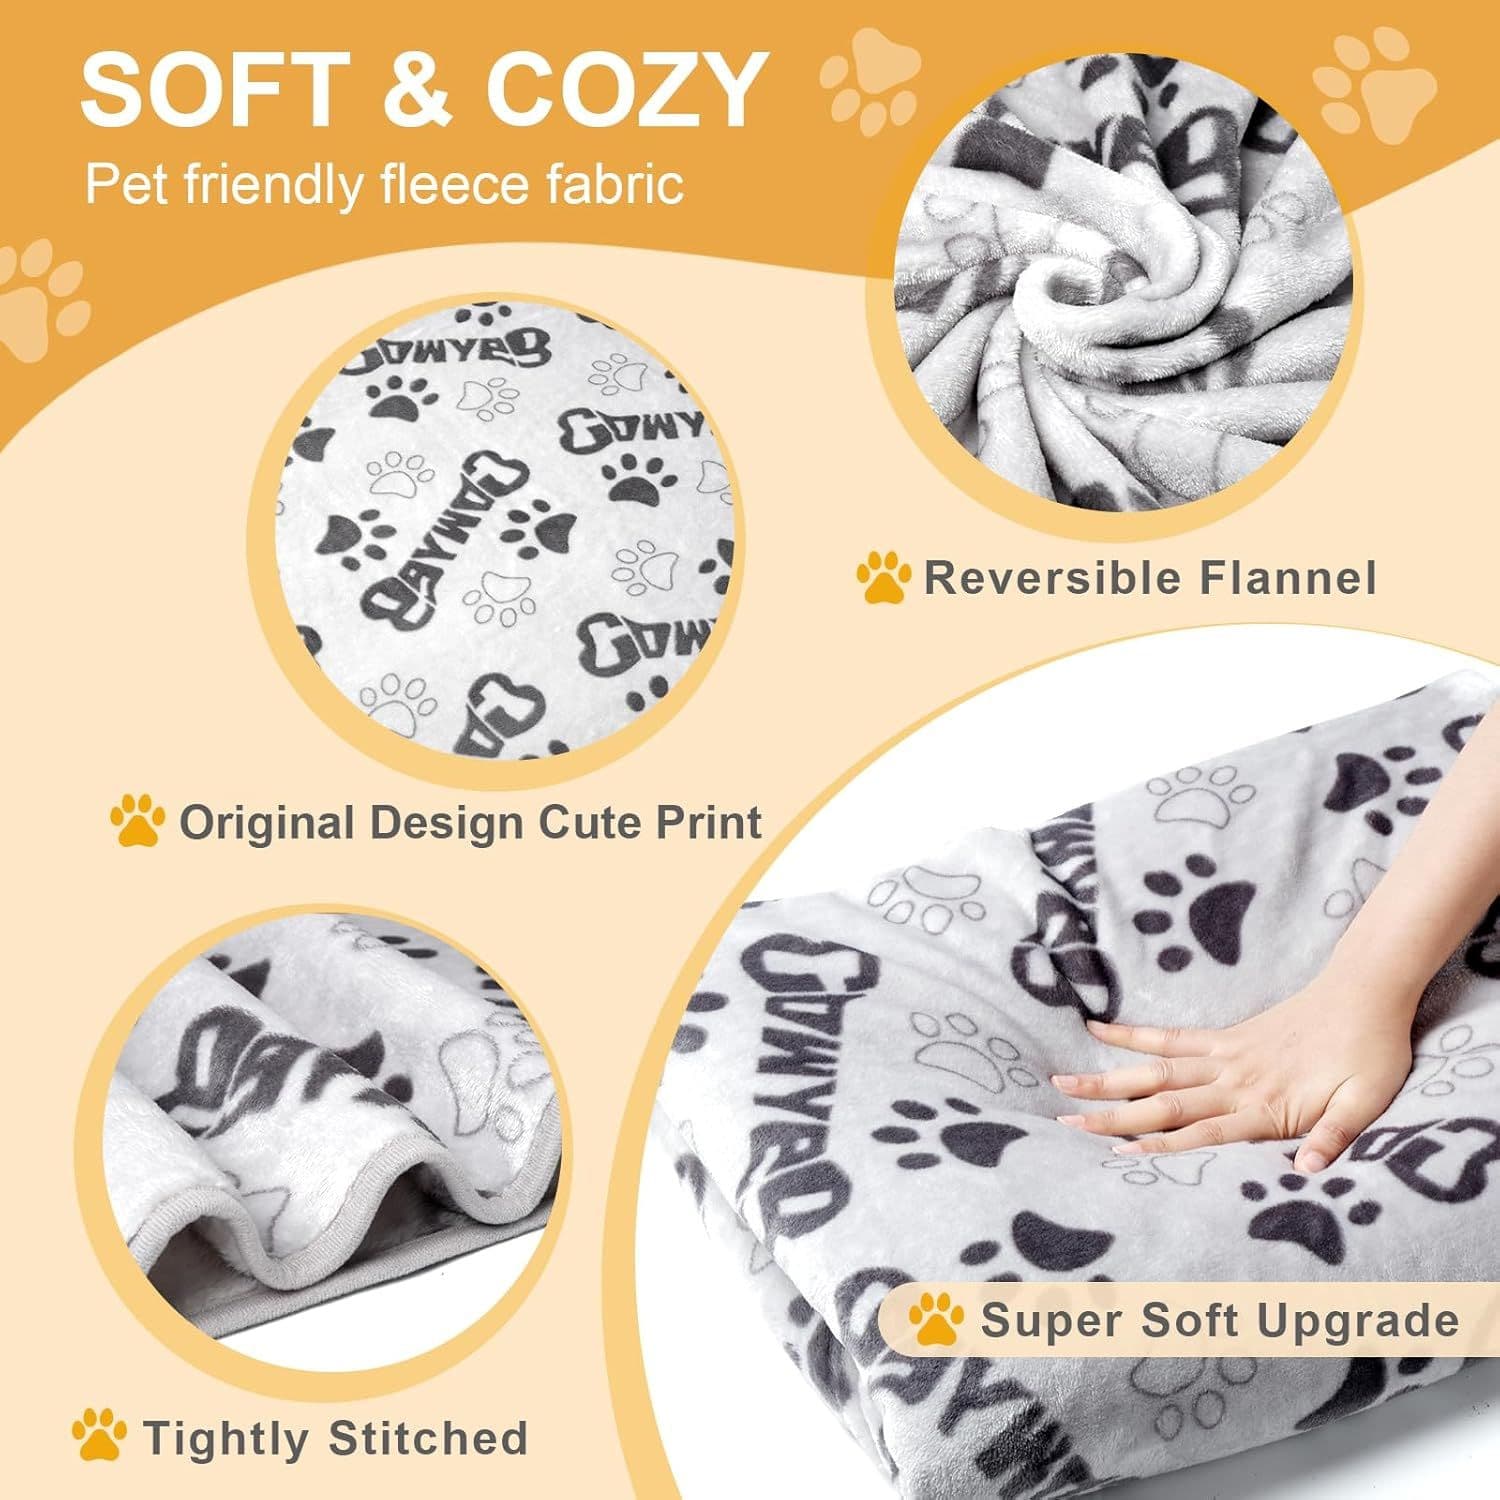 SOFT & COZY
Pet friendly fleece fabric
Reversible Flannel
Original Design Cute Print
Super Soft Upgrade
Tightly Stitched